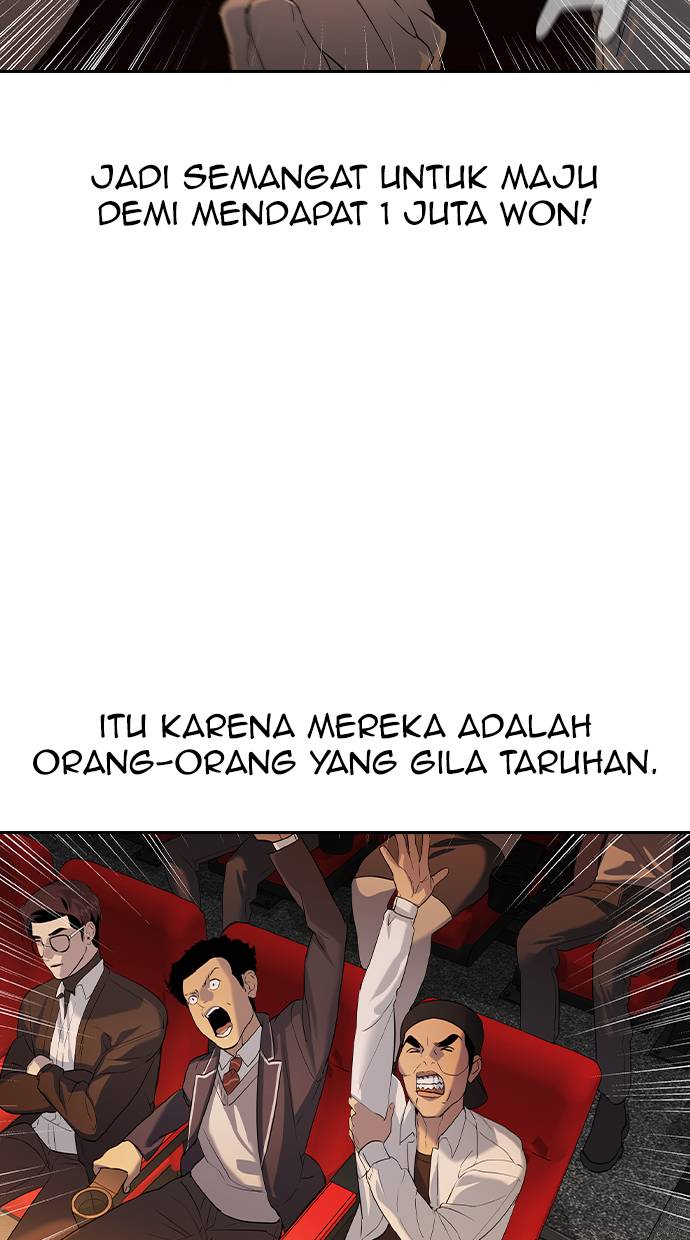 JADI SEMANGAT UNTUK MAJU
DEMI MENDAPAT 1 JUTA WON!
ITU KARENA MEREKA ADALAH
ORANG-ORANG YANG GILA TARUHAN.